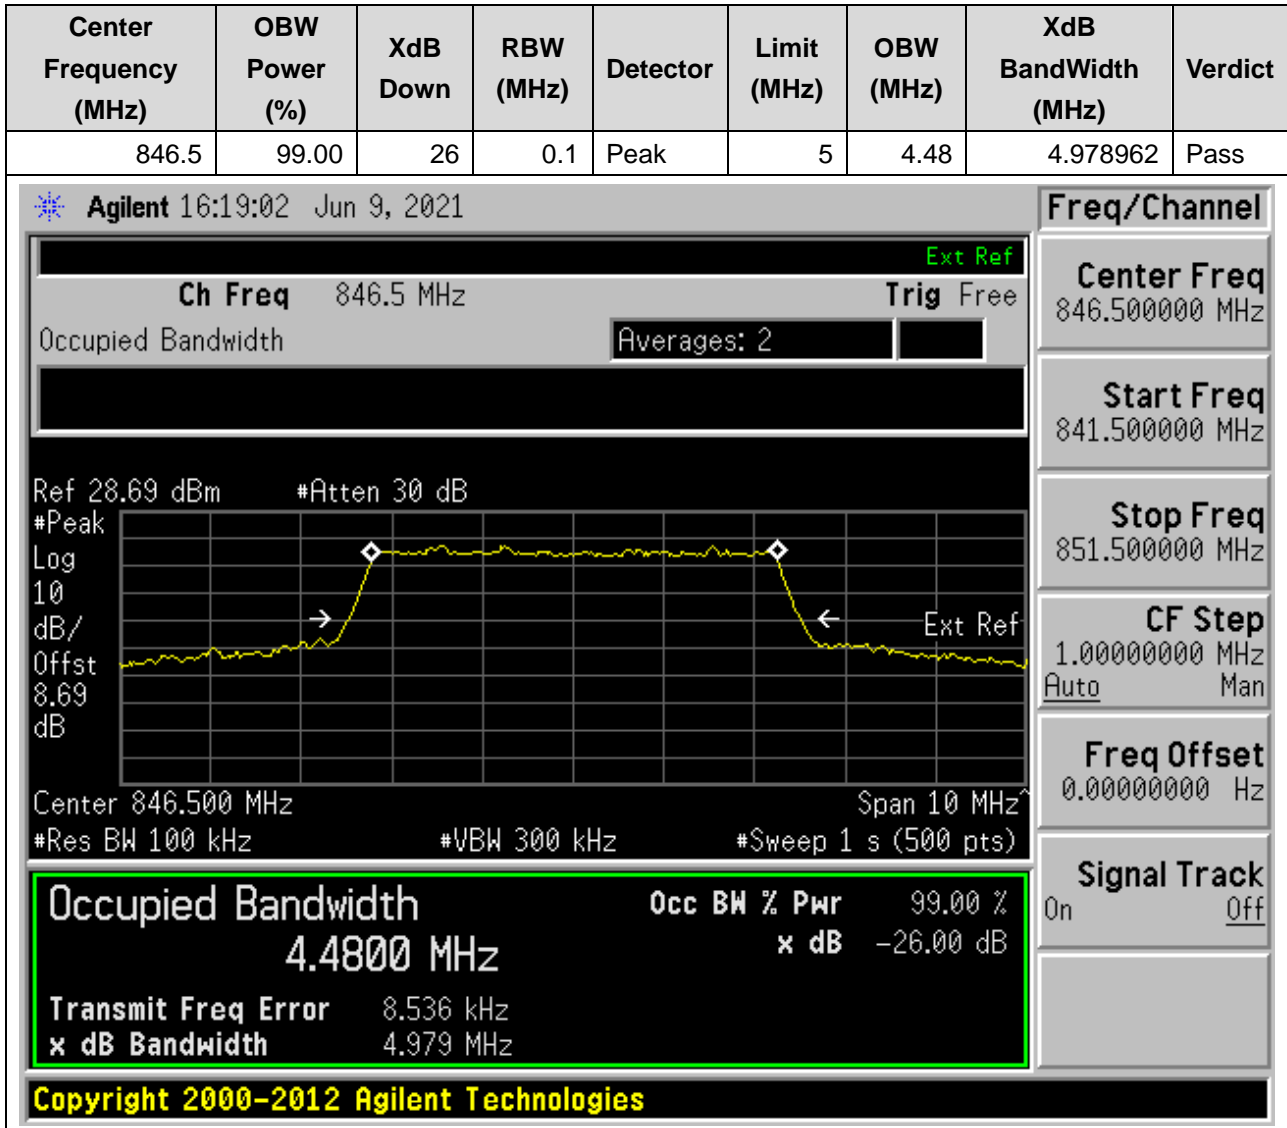 Center Frequency (MHz) OBW Power (%) XdB Down RBW (MHz) Detector Limit (MHz) OBW (MHz) XdB BandWidth (MHz) Verdict
846.5 99.00 26 0.1 Peak 5 4.48 4.978962 Pass
Agilent 16:19:02 Jun 9, 2021
Freq/Channel
Ext Ref
Ch Freq 846.5 MHz Trig Free
Occupied Bandwidth Averages: 2
Center Freq
846.500000 MHz
Start Freq
841.500000 MHz
Stop Freq
851.500000 MHz
CF Step
1.00000000 MHz
Auto Man
Freq Offset
0.00000000 Hz
Signal Track
On Off
Ref 28.69 dBm #Atten 30 dB
#Peak
Log
10
dB/
Offst
8.69
dB
Ext Ref
Center 846.500 MHz Span 10 MHz^
#Res BW 100 kHz #VBW 300 kHz #Sweep 1 s (500 pts)
Occupied Bandwidth
4.4800 MHz
Occ BW % Pwr 99.00 %
x dB -26.00 dB
Transmit Freq Error 8.536 kHz
x dB Bandwidth 4.979 MHz
Copyright 2000-2012 Agilent Technologies